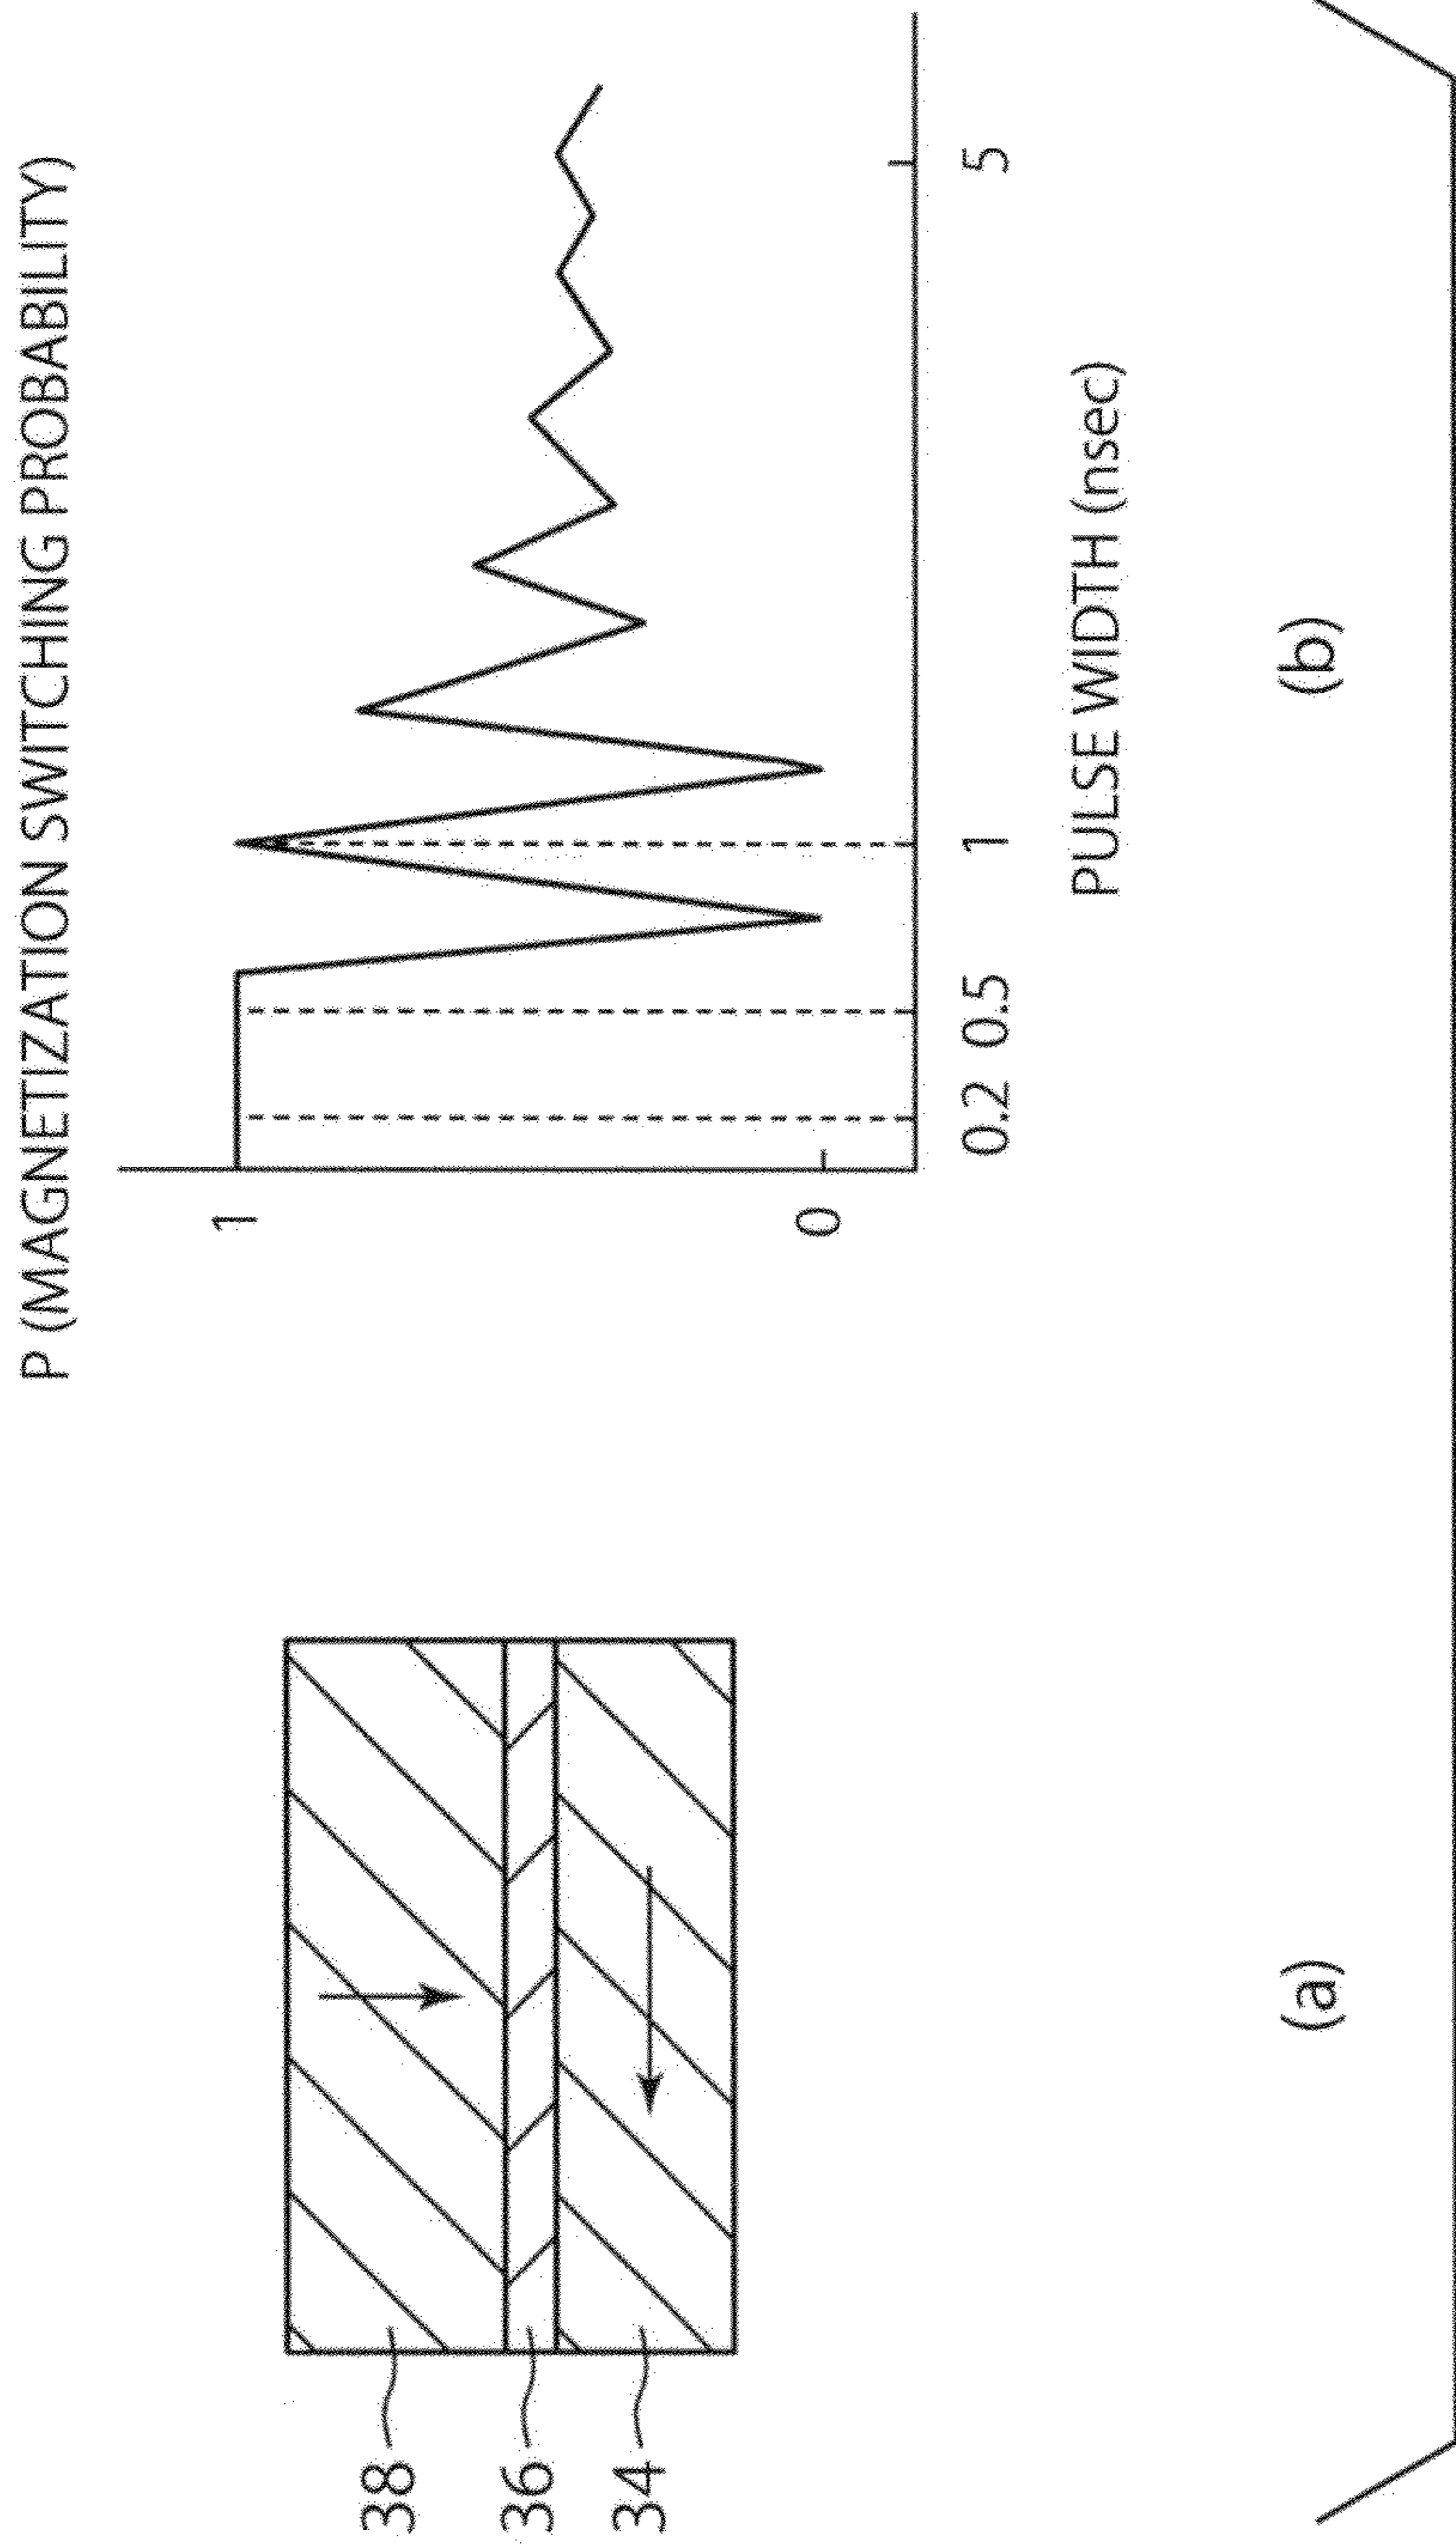 P (MAGNETIZATION SWITCHING PROBABILITY)
38
36
34
1
0
0.2 0.5 1 5
PULSE WIDTH (nsec)
(a)
(b)